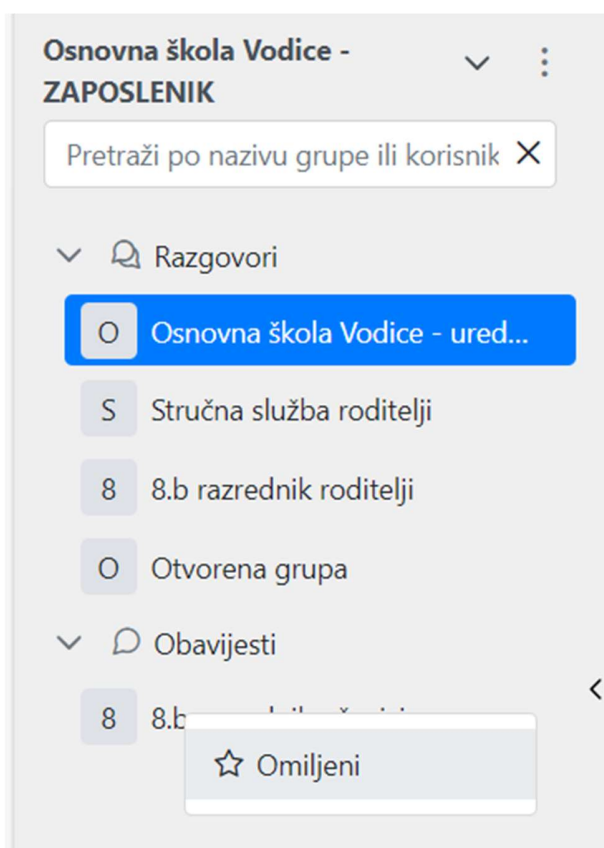 Osnovna škola Vodice -
ZAPOSLENIK
Pretraži po nazivu grupe ili korisnik
Razgovori
O Osnovna škola Vodice - ured...
S Stručna služba roditelji
8 8.b razrednik roditelji
O Otvorena grupa
Obavijesti
8 8.b
Omiljeni